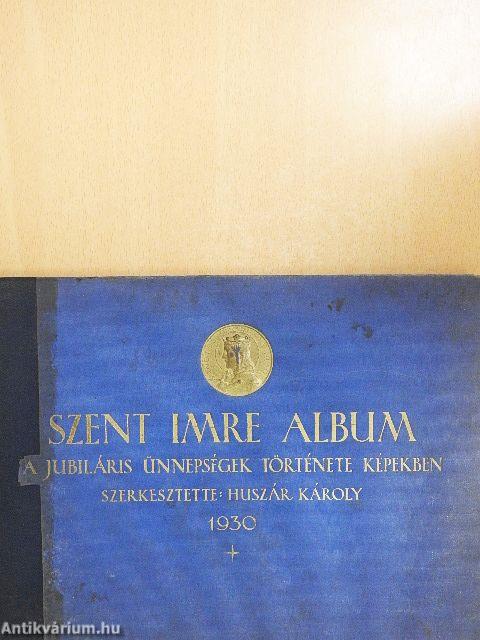 SZENT IMRE ALBUM
A JUBILÁRIS ÜNNEPSÉGEK TÖRTÉNETE KÉPEKBEN
SZERKESZTETTE: HUSZÁR KÁROLY
1930
Antikvárium.hu